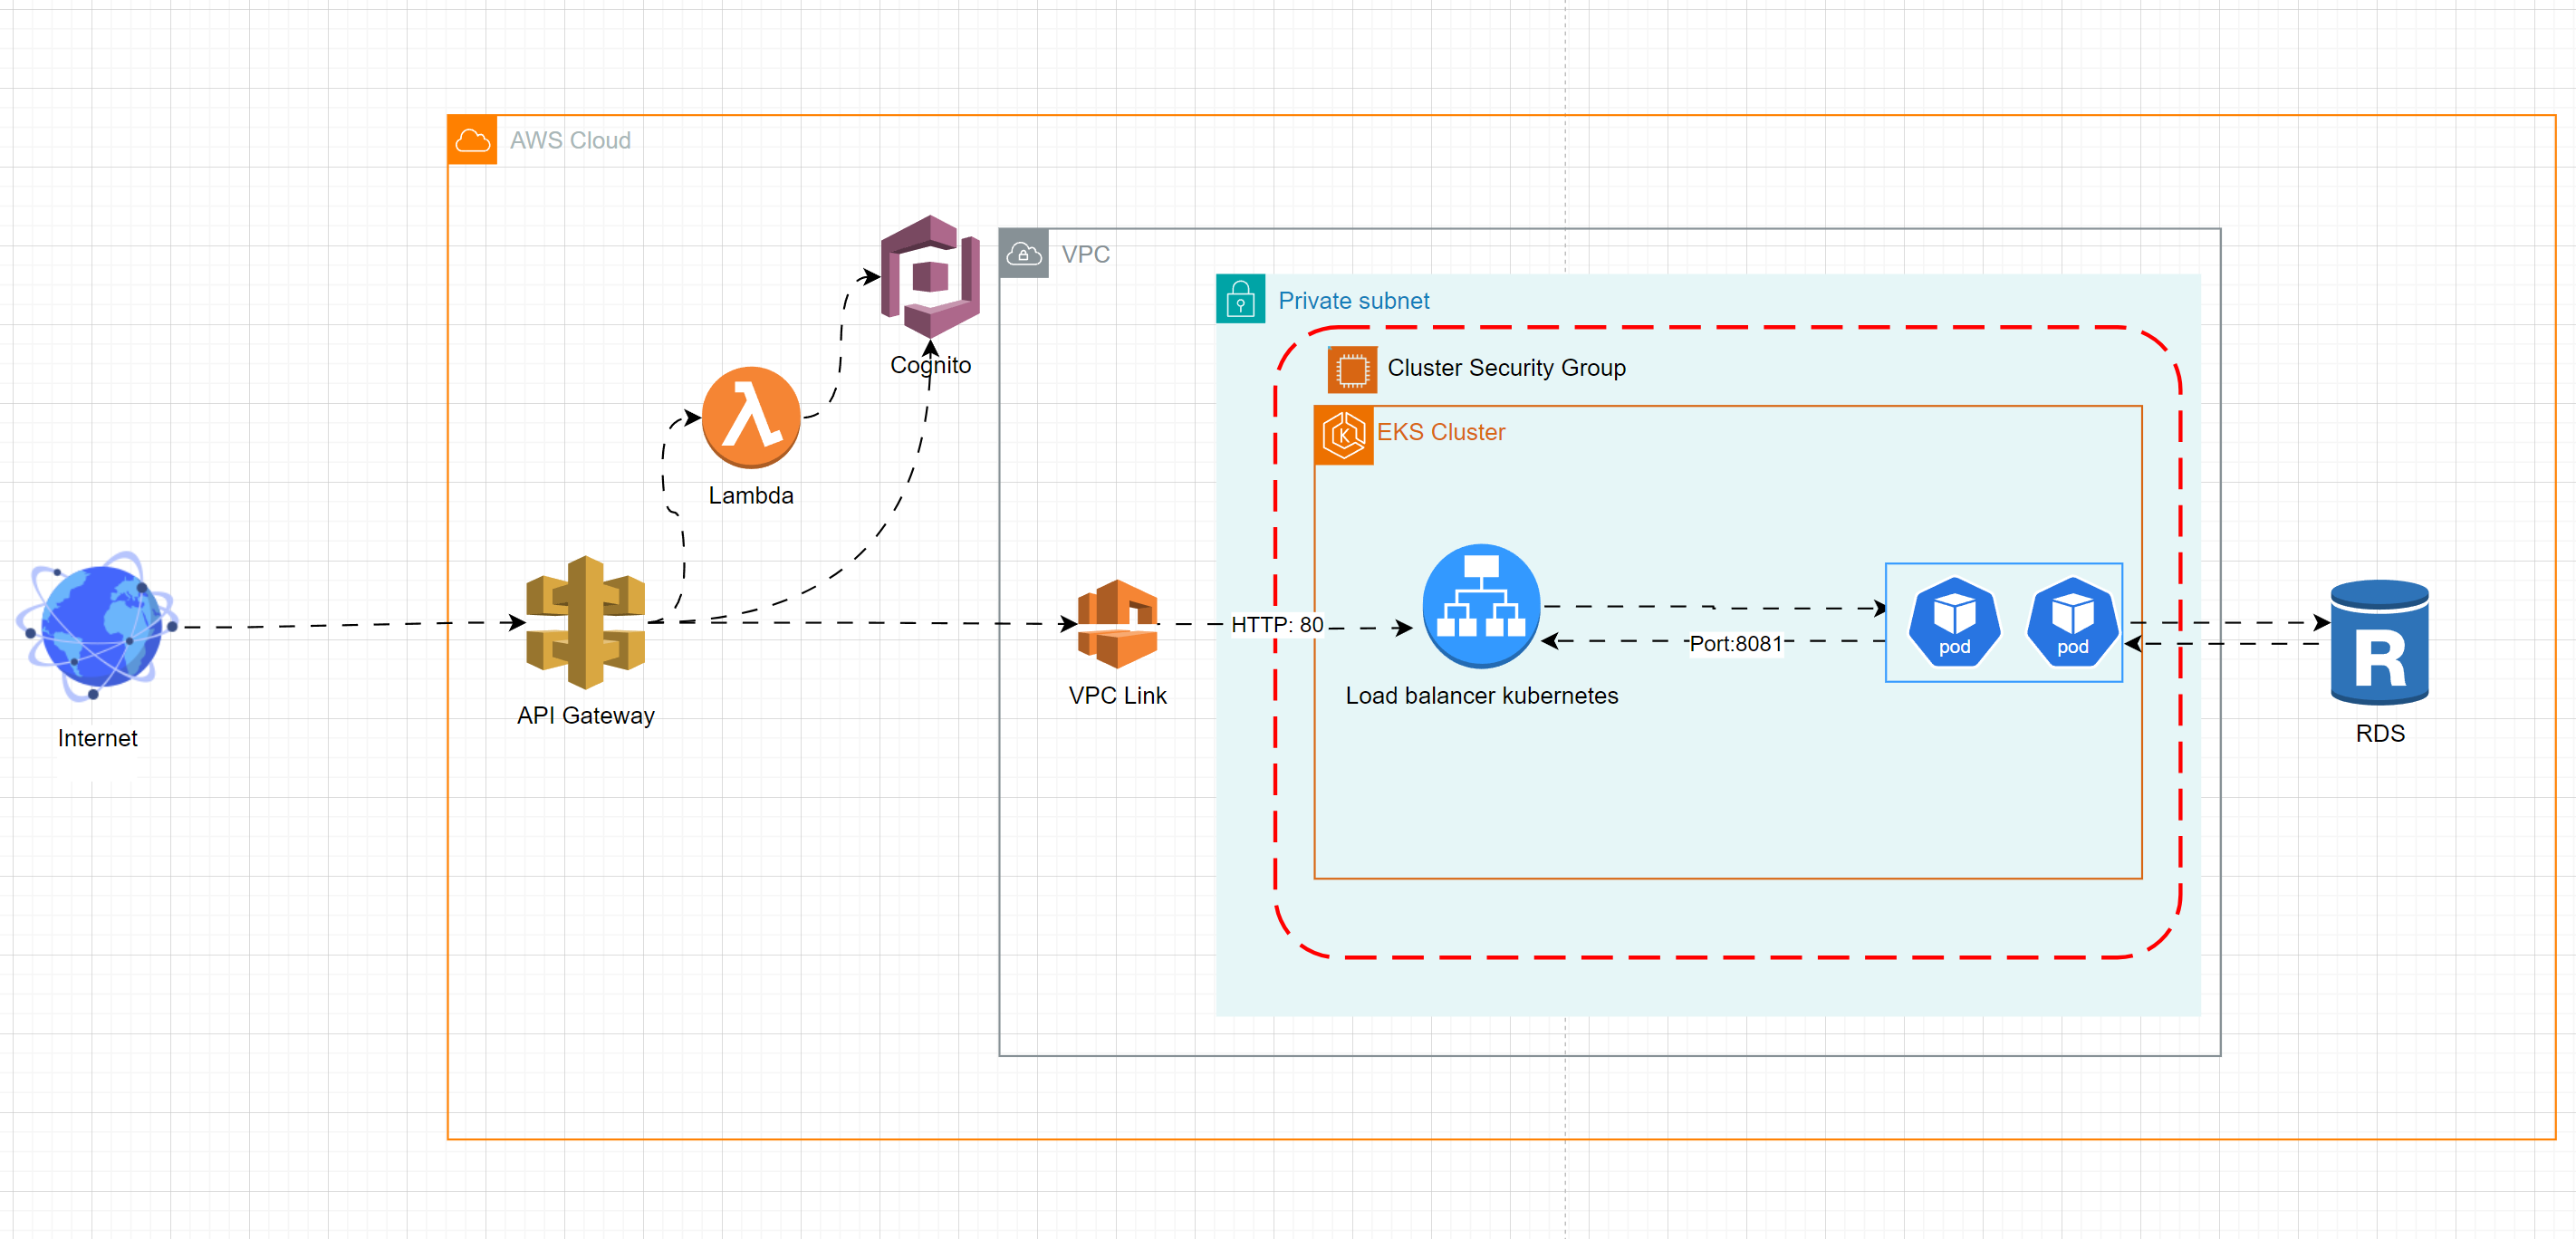 AWS Cloud
VPC
Private subnet
Cluster Security Group
Cognito
K
EKS Cluster
λ
Lambda
HTTP: 80
Port:8081
pod
pod
R
Internet
API Gateway
VPC Link
Load balancer kubernetes
RDS